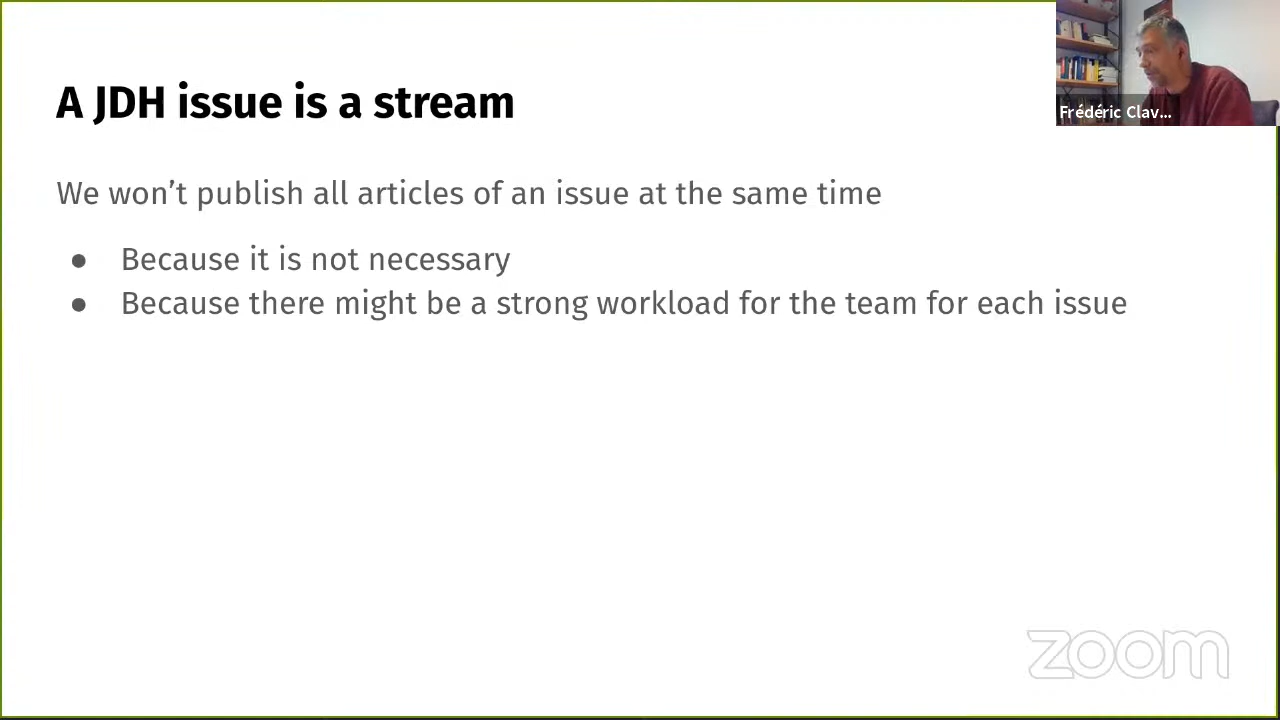 A JDH issue is a stream
Frédéric Clav...
We won’t publish all articles of an issue at the same time
● Because it is not necessary
● Because there might be a strong workload for the team for each issue
zoom